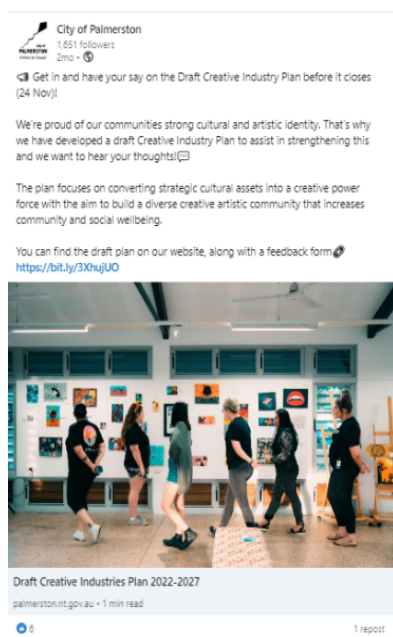 City of Palmerston
1,651 followers
2mo •
Get in and have your say on the Draft Creative Industry Plan before it closes
(24 Nov)!
We're proud of our communities strong cultural and artistic identity. That's why
we have developed a draft Creative Industry Plan to assist in strengthening this
and we want to hear your thoughts!
The plan focuses on converting strategic cultural assets into a creative power
force with the aim to build a diverse creative artistic community that increases
community and social wellbeing.
You can find the draft plan on our website, along with a feedback form
https://bit.ly/3XhujUO
Draft Creative Industries Plan 2022-2027
palmerston.nt.gov.au • 1 min read
6
1 repost